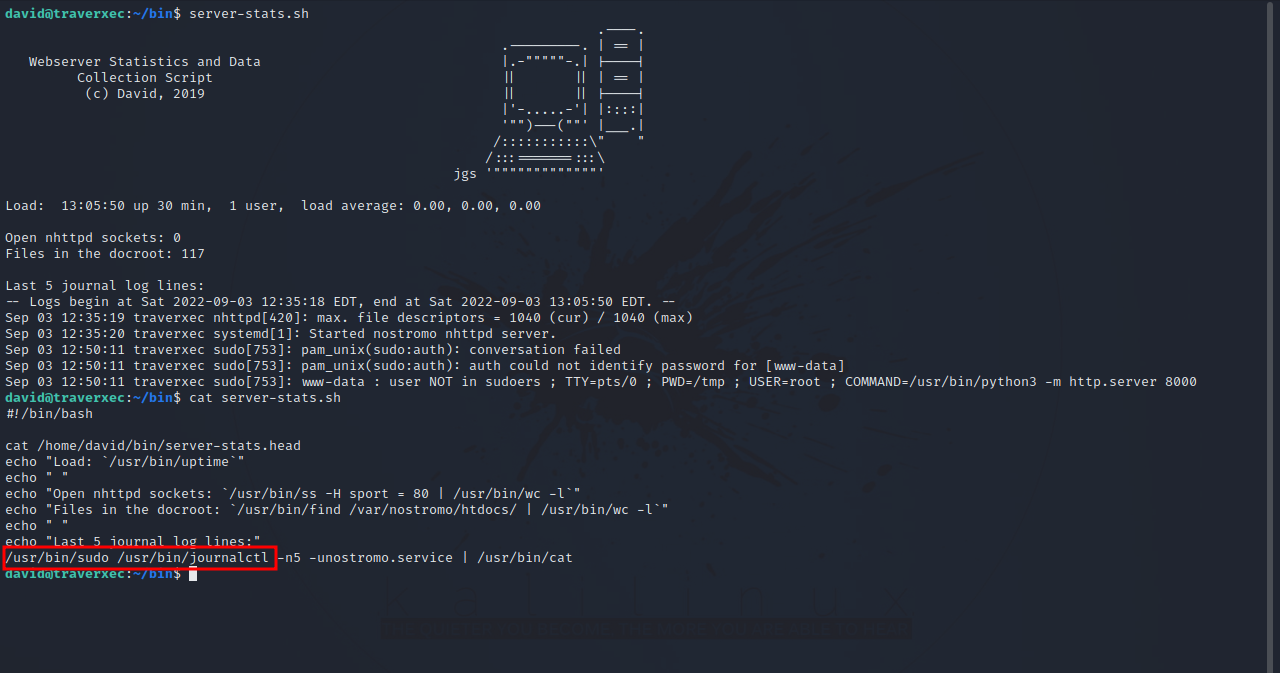 david@traverxec:~/bin$ server-stats.sh
                                                                              .----.
                                                                .---------. | == |
   Webserver Statistics and Data                                |.-"""""-.| |----|
         Collection Script                                      ||       || | == |
          (c) David, 2019                                       ||       || |----|
                                                                |'-.....-'| |::::|
                                                                '"")---(""' |___.|
                                                               /:::::::::::\"    "
                                                              /:::=======:::\
                                                          jgs '"""""""""""""'
Load:  13:05:50 up 30 min,  1 user,  load average: 0.00, 0.00, 0.00
Open nhttpd sockets: 0
Files in the docroot: 117
Last 5 journal log lines:
-- Logs begin at Sat 2022-09-03 12:35:18 EDT, end at Sat 2022-09-03 13:05:50 EDT. --
Sep 03 12:35:19 traverxec nhttpd[420]: max. file descriptors = 1040 (cur) / 1040 (max)
Sep 03 12:35:20 traverxec systemd[1]: Started nostromo nhttpd server.
Sep 03 12:50:11 traverxec sudo[753]: pam_unix(sudo:auth): conversation failed
Sep 03 12:50:11 traverxec sudo[753]: pam_unix(sudo:auth): auth could not identify password for [www-data]
Sep 03 12:50:11 traverxec sudo[753]: www-data : user NOT in sudoers ; TTY=pts/0 ; PWD=/tmp ; USER=root ; COMMAND=/usr/bin/python3 -m http.server 8000
david@traverxec:~/bin$ cat server-stats.sh
#!/bin/bash
cat /home/david/bin/server-stats.head
echo "Load: `/usr/bin/uptime`"
echo " "
echo "Open nhttpd sockets: `/usr/bin/ss -H sport = 80 | /usr/bin/wc -l`"
echo "Files in the docroot: `/usr/bin/find /var/nostromo/htdocs/ | /usr/bin/wc -l`"
echo " "
echo "Last 5 journal log lines:"
/usr/bin/sudo /usr/bin/journalctl -n5 -unostromo.service | /usr/bin/cat
david@traverxec:~/bin$